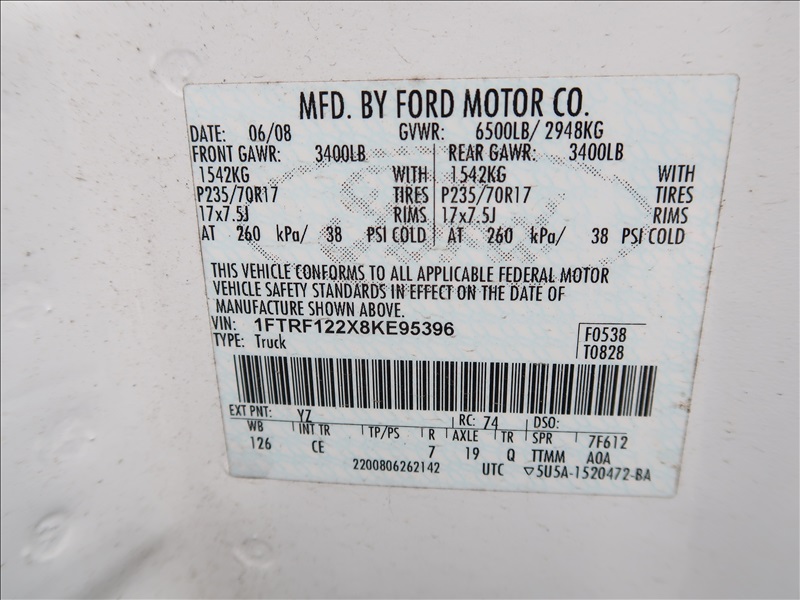 MFD. BY FORD MOTOR CO.
DATE: 06/08 GVWR: 6500LB/ 2948KG
FRONT GAWR: 3400LB REAR GAWR: 3400LB
1542KG WITH 1542KG WITH
P235/70R17 TIRES P235/70R17 TIRES
17x7.5J RIMS 17x7.5J RIMS
AT 260 kPa/ 38 PSI COLD AT 260 kPa/ 38 PSI COLD
THIS VEHICLE CONFORMS TO ALL APPLICABLE FEDERAL MOTOR
VEHICLE SAFETY STANDARDS IN EFFECT ON THE DATE OF
MANUFACTURE SHOWN ABOVE.
VIN: 1FTRF122X8KE95396
TYPE: Truck
F0538
T0828
EXT PNT: YZ RC: 74 DSO:
WB INT TR TP/PS R AXLE TR SPR 7F612
126 CE 7 19 Q TTMM A0A
2200806262142 UTC ▽5U5A-1520472-BA